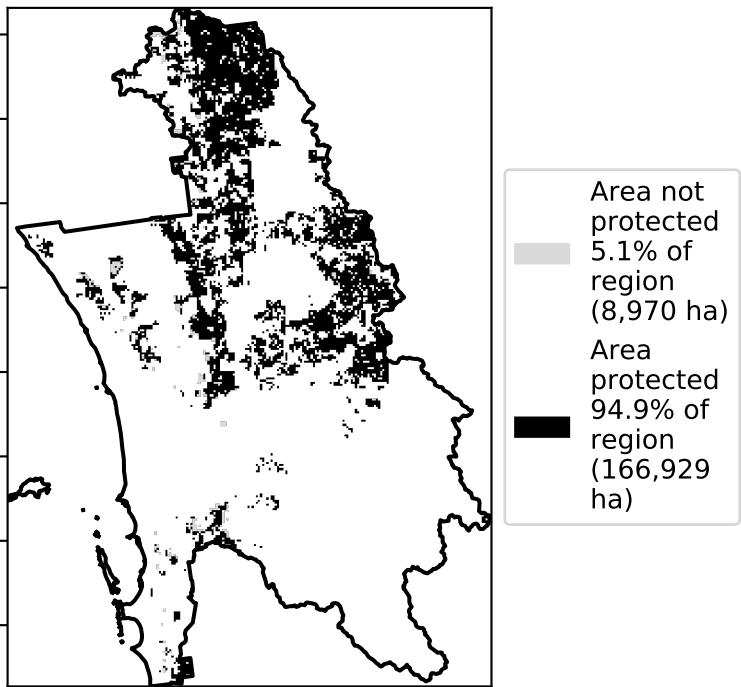 Area not
protected
5.1% of
region
(8,970 ha)
Area
protected
94.9% of
region
(166,929
ha)